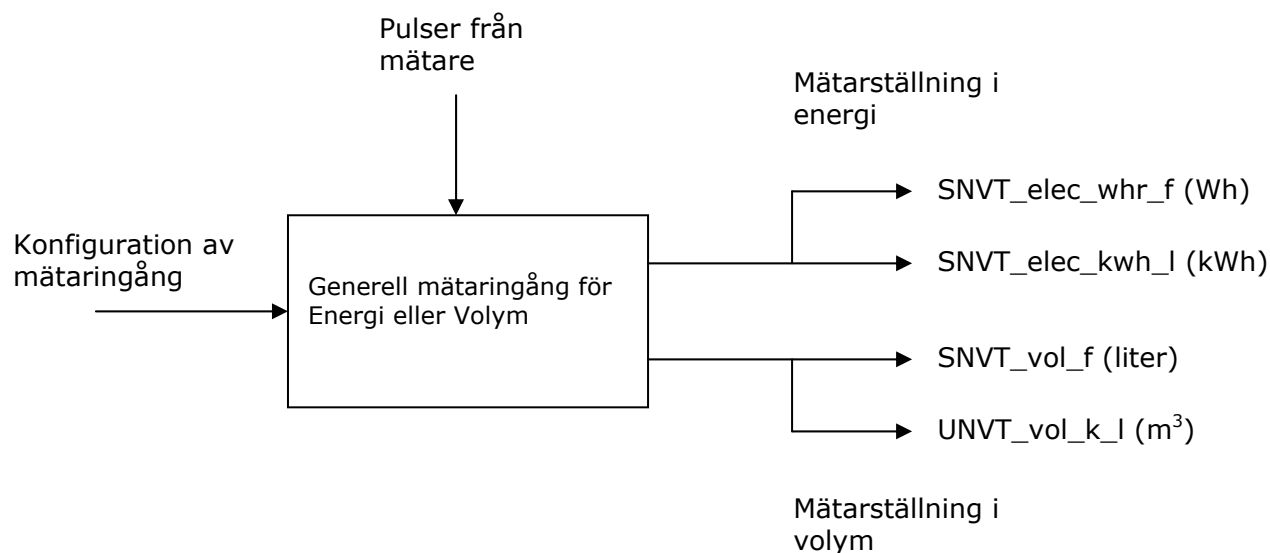 Pulser från
mätare
Mätarställning i
energi
SNVT_elec_whr_f (Wh)
Konfiguration av
mätaringång
SNVT_elec_kwh_l (kWh)
Generell mätaringång för
Energi eller Volym
SNVT_vol_f (liter)
UNVT_vol_k_l (m³)
Mätarställning i
volym